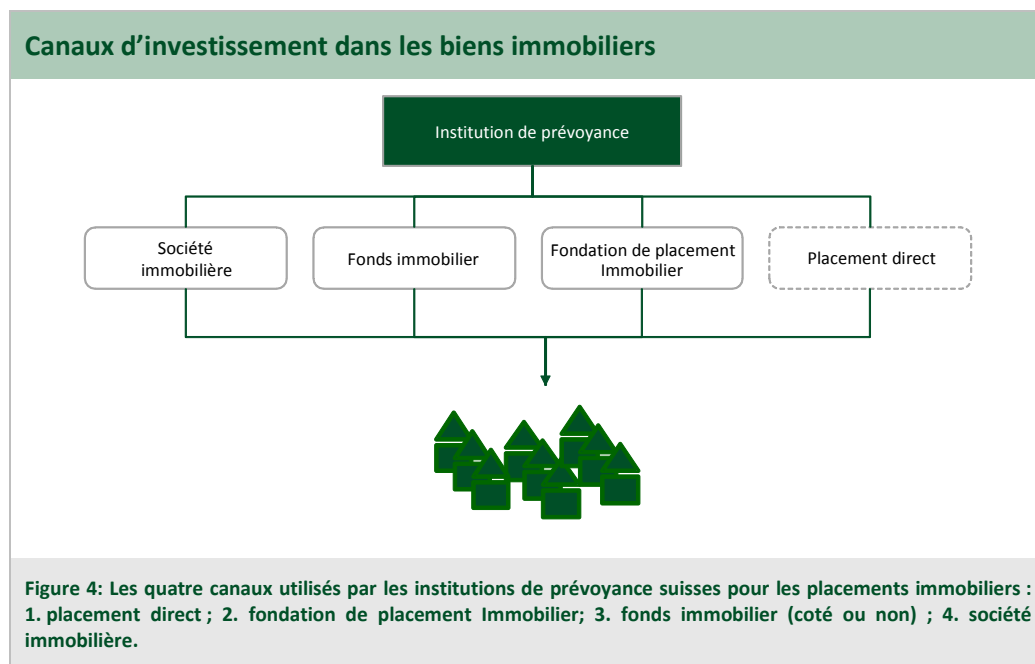 Canaux d’investissement dans les biens immobiliers
Institution de prévoyance
Société
immobilière
Fonds immobilier
Fondation de placement
Immobilier
Placement direct
Figure 4: Les quatre canaux utilisés par les institutions de prévoyance suisses pour les placements immobiliers :
1. placement direct ; 2. fondation de placement Immobilier; 3. fonds immobilier (coté ou non) ; 4. société
immobilière.